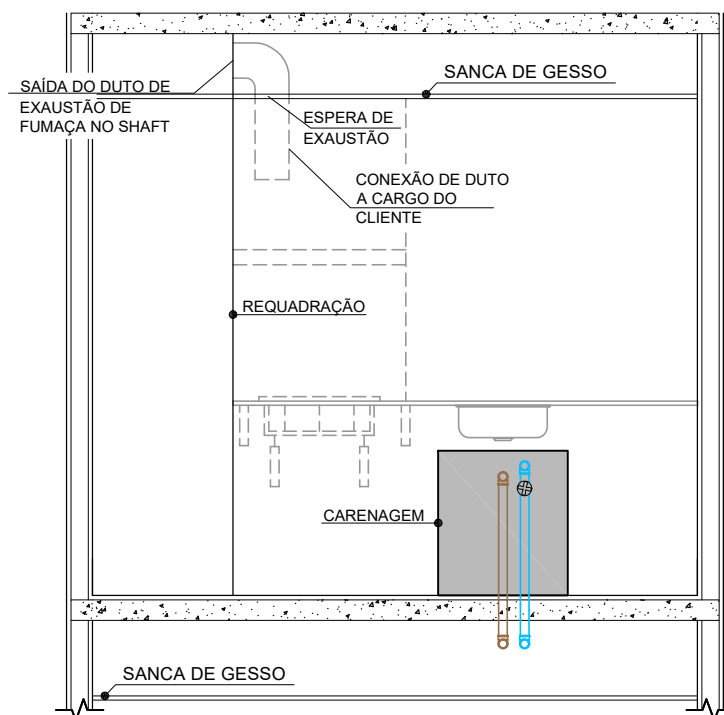 SANCA DE GESSO
SAÍDA DO DUTO DE
EXAUSTÃO DE
FUMAÇA NO SHAFT
ESPERA DE
EXAUSTÃO
CONEXÃO DE DUTO
A CARGO DO
CLIENTE
REQUADRAÇÃO
CARENAGEM
SANCA DE GESSO